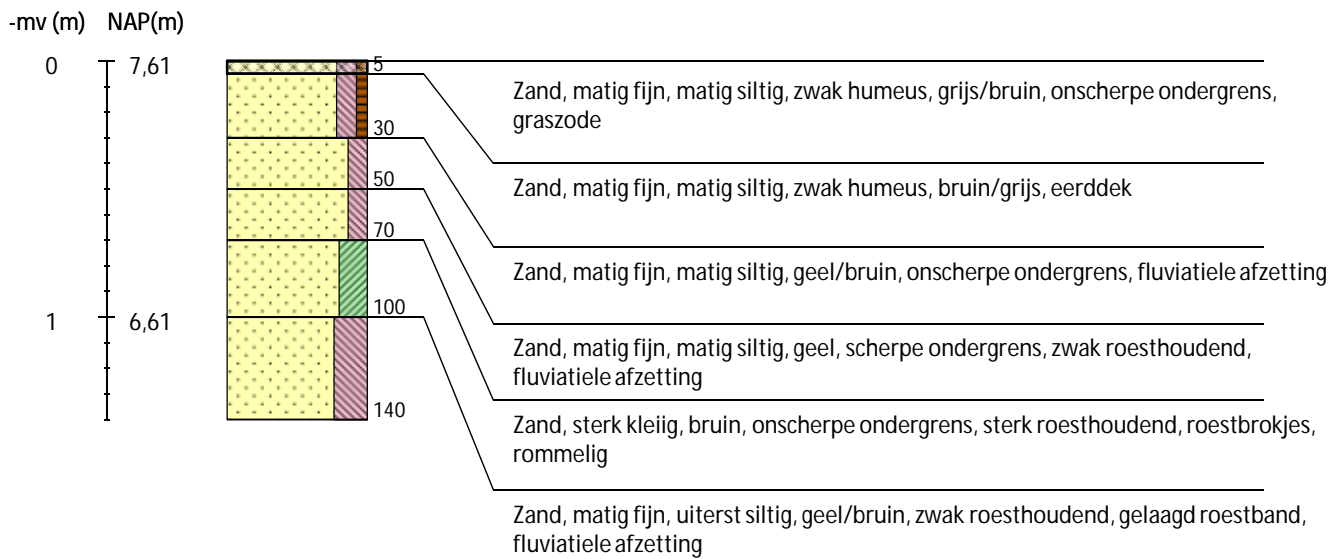 -mv (m) NAP(m)
0 7,61
5
Zand, matig fijn, matig siltig, zwak humeus, grijs/bruin, onscherpe ondergrens,
graszode
30
Zand, matig fijn, matig siltig, zwak humeus, bruin/grijs, eerddek
50
70
Zand, matig fijn, matig siltig, geel/bruin, onscherpe ondergrens, fluviatiele afzetting
100
1 6,61
Zand, matig fijn, matig siltig, geel, scherpe ondergrens, zwak roesthoudend,
fluviatiele afzetting
140
Zand, sterk kleiig, bruin, onscherpe ondergrens, sterk roesthoudend, roestbrokjes,
rommelig
Zand, matig fijn, uiterst siltig, geel/bruin, zwak roesthoudend, gelaagd roestband,
fluviatiele afzetting